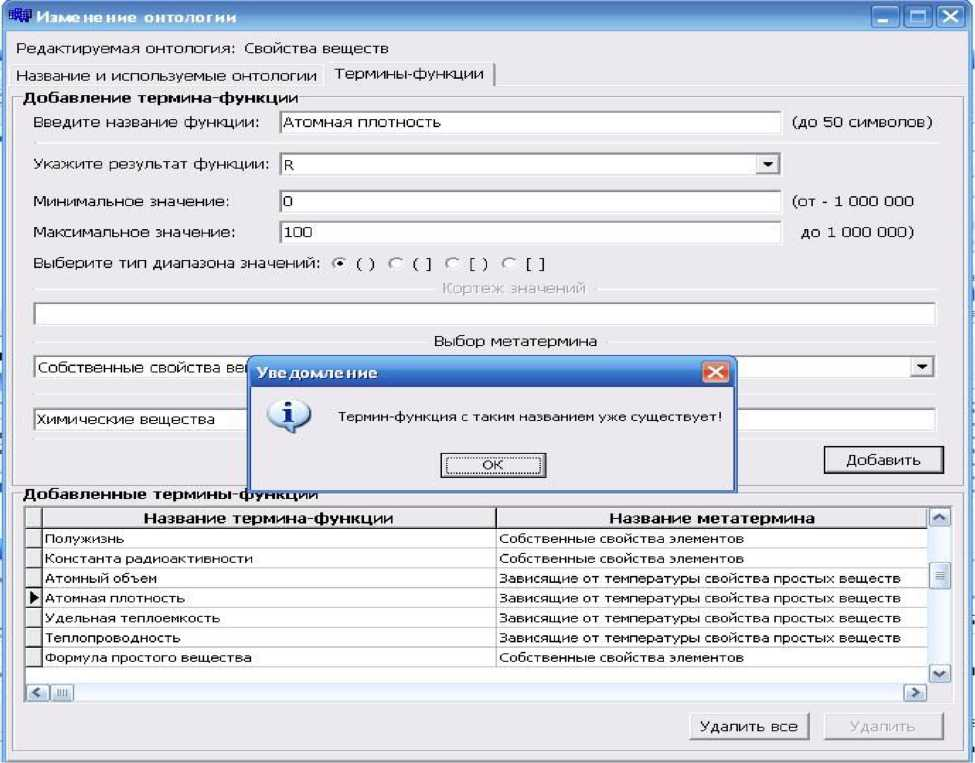 Изменение онтологии
Редактируемая онтология: Свойства веществ
Название и используемые онтологии Термины-функции
Добавление термина-функции
Введите название функции: Атомная плотность (до 50 символов)
Укажите результат функции: R
Минимальное значение: 0 (от - 1 000 000
Максимальное значение: 100 до 1 000 000)
Выберите тип диапазона значений: ( ) ( ] [ ) [ ]
Кортеж значений
Выбор метатермина
Собственные свойства ве
Уведомление
Термин-функция с таким названием уже существует!
Химические вещества
OK
Добавить
Добавленные термины-функции
Название термина-функции Название метатермина
Полужизнь Собственные свойства элементов
Константа радиоактивности Собственные свойства элементов
Атомный объем Зависящие от температуры свойства простых веществ
Атомная плотность Зависящие от температуры свойства простых веществ
Удельная теплоемкость Зависящие от температуры свойства простых веществ
Теплопроводность Зависящие от температуры свойства простых веществ
Формула простого вещества Собственные свойства элементов
Удалить все Удалить